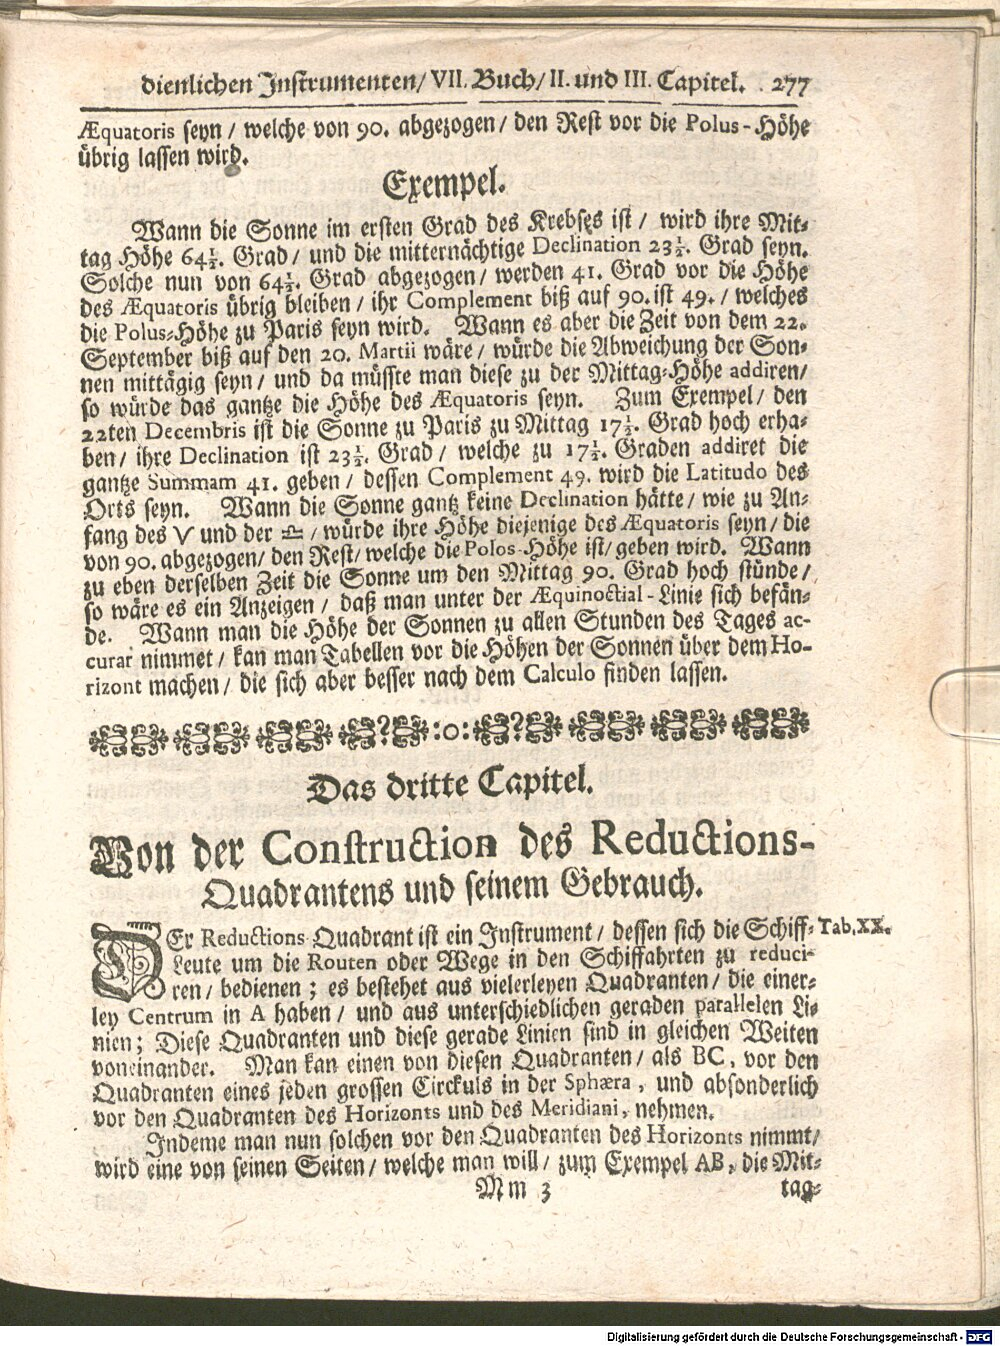 dienlichen Instrumenten/ VII. Buch/ II. und III. Capitel. 277
Æquatoris seyn / welche von 90. abgezogen / den Rest vor die Polus-Höhe
übrig lassen wird.
Exempel.
Wann die Sonne im ersten Grad des Krebses ist / wird ihre Mit-
tag Höhe 64½. Grad / und die mitternächtige Declination 23½. Grad seyn.
Solche nun von 64½. Grad abgezogen / werden 41. Grad vor die Höhe
des Æquatoris übrig bleiben / ihr Complement biß auf 90. ist 49. / welches
die Polus-Höhe zu Paris seyn wird. Wann es aber die Zeit von dem 22.
September biß auf den 20. Martii wäre / würde die Abweichung der Son-
nen mittägig seyn / und da müsste man diese zu der Mittag-Höhe addiren/
so würde das gantze die Höhe des Æquatoris seyn. Zum Exempel / den
22ten Decembris ist die Sonne zu Paris zu Mittag 17½. Grad hoch erha-
ben / ihre Declination ist 23½. Grad / welche zu 17½. Graden addiret die
gantze Summam 41. geben / dessen Complement 49. wird die Latitudo des
Orts seyn. Wann die Sonne gantz keine Declination hätte / wie zu An-
fang des ♈ und der ♎ / würde ihre Höhe diejenige des Æquatoris seyn / die
von 90. abgezogen / den Rest / welche die Polos-Höhe ist / geben wird. Wann
zu eben derselben Zeit die Sonne um den Mittag 90. Grad hoch stünde /
so wäre es ein Anzeigen / daß man unter der Æquinoctial-Linie sich befän-
de. Wann man die Höhe der Sonnen zu allen Stunden des Tages ac-
curat nimmet / kan man Tabellen vor die Höhen der Sonnen über dem Ho-
rizont machen / die sich aber besser nach dem Calculo finden lassen.
Das dritte Capitel.
Von der Construction des Reductions-
Quadrantens und seinem Gebrauch.
DEr Reductions-Quadrant ist ein Instrument / dessen sich die Schiff- Tab. XX.
Leute um die Routen oder Wege in den Schiffahrten zu reduci-
ren / bedienen ; es bestehet aus vielerleyen Quadranten / die einer-
ley Centrum in A haben / und aus unterschiedlichen geraden parallelen Li-
nien ; Diese Quadranten und diese gerade Linien sind in gleichen Weiten
voneinander. Man kan einen von diesen Quadranten / als BC, vor den
Quadranten eines jeden grossen Circkuls in der Sphæra, und absonderlich
vor den Quadranten des Horizonts und des Meridiani, nehmen.
Indeme man nun solchen vor den Quadranten des Horizonts nimmt /
wird eine von seinen Seiten / welche man will / zum Exempel AB, die Mit-
Mm 3 tag-
Digitalisierung gefördert durch die Deutsche Forschungsgemeinschaft - DFG